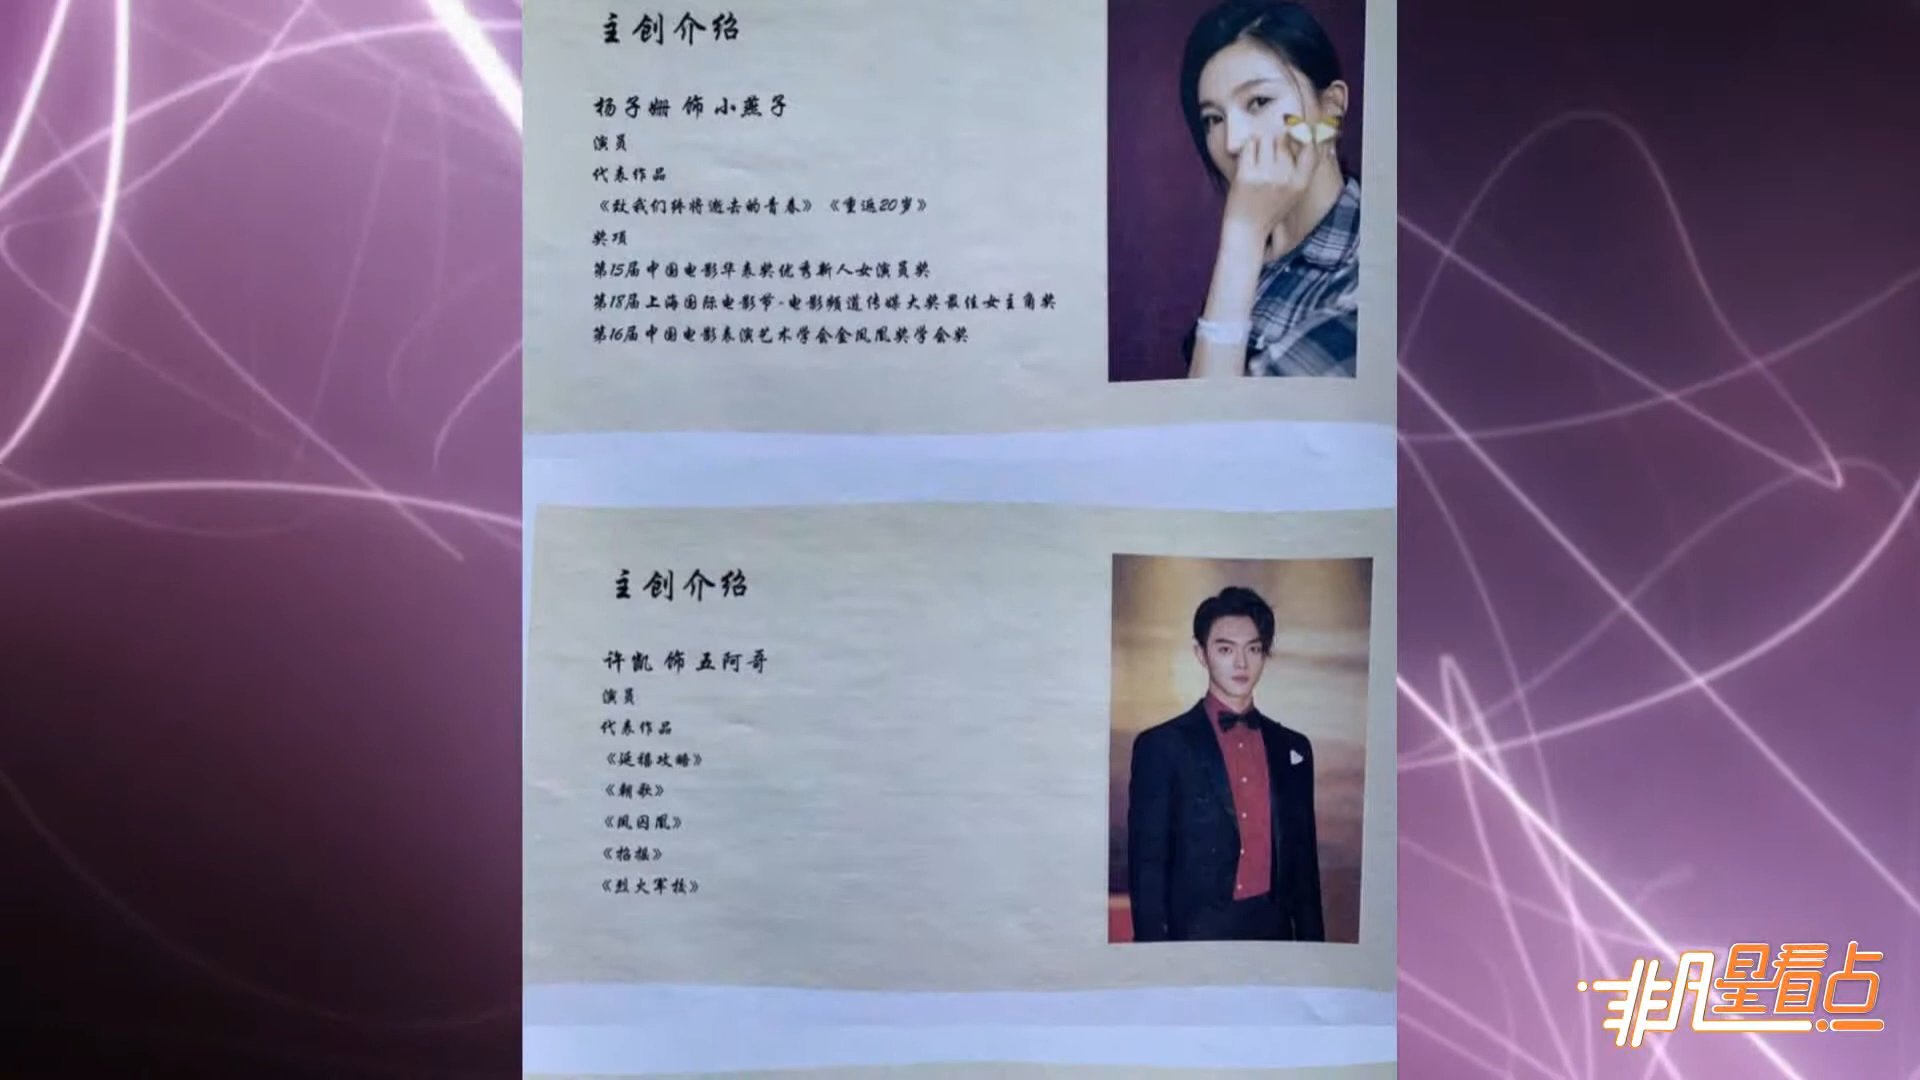 主创介绍
杨子姗 饰 小燕子
演员
代表作品
《致我们终将逝去的青春》《重返20岁》
奖项
第15届中国电影华表奖优秀新人女演员奖
第18届上海国际电影节-电影频道传媒大奖最佳女主角奖
第16届中国电影表演艺术学会金凤凰奖学会奖
主创介绍
许凯 饰 五阿哥
演员
代表作品
《延禧攻略》
《朝歌》
《凤囚凰》
《招摇》
《烈火军校》
非凡星看点